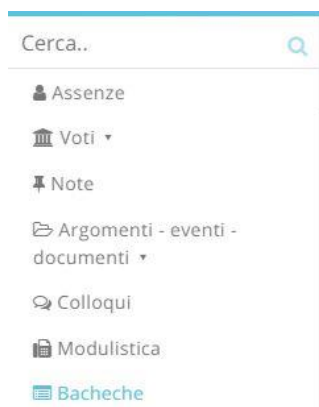 Cerca..
Assenze
Voti
Note
Argomenti - eventi -
documenti
Colloqui
Modulistica
Bacheche